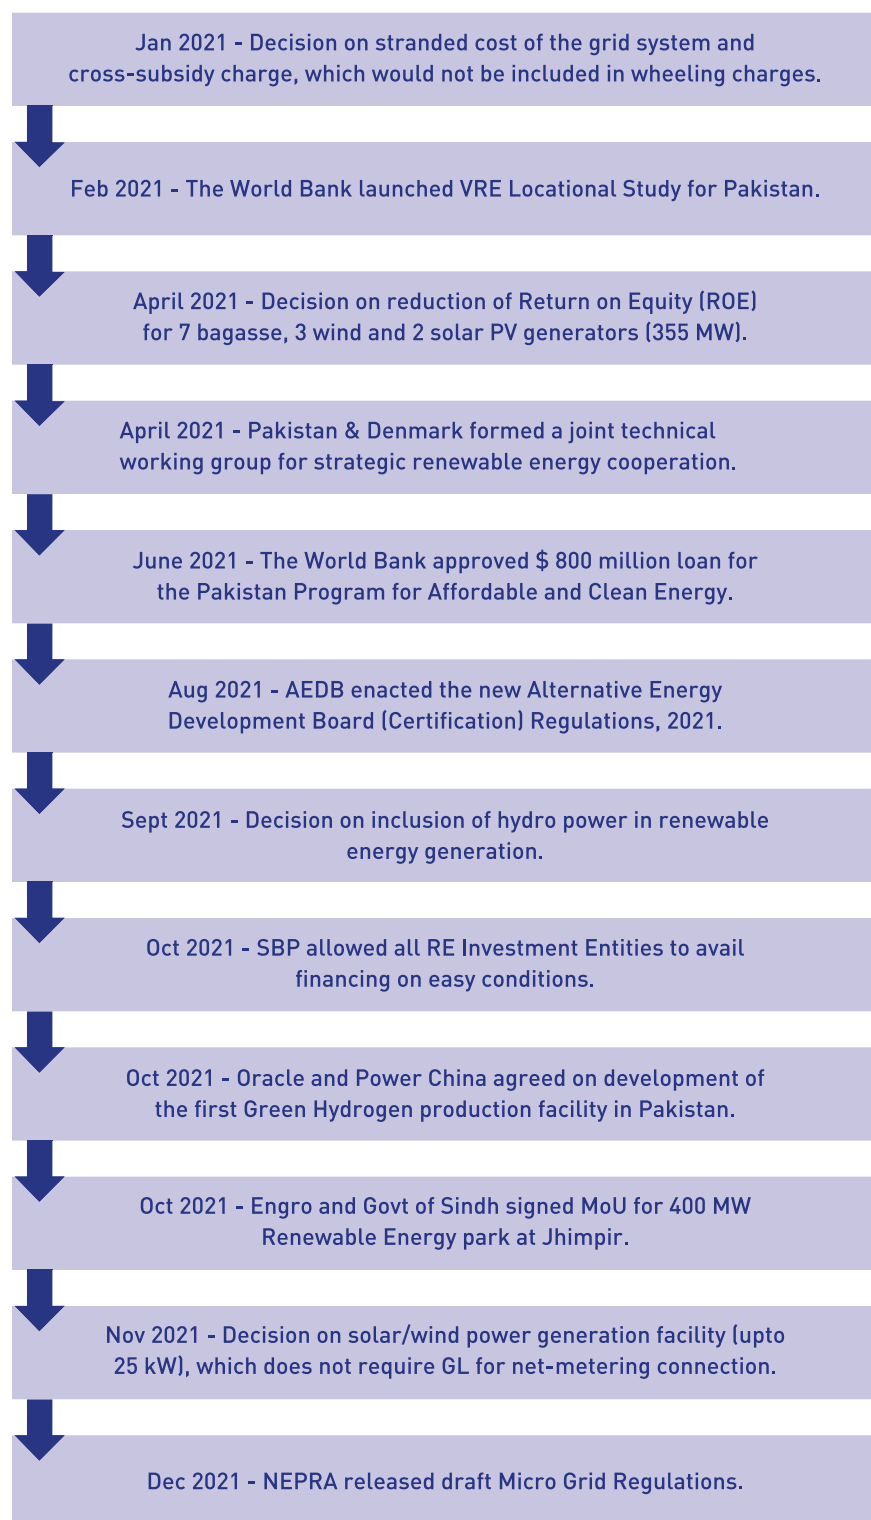 Jan 2021 - Decision on stranded cost of the grid system and
cross-subsidy charge, which would not be included in wheeling charges.
Feb 2021 - The World Bank launched VRE Locational Study for Pakistan.
April 2021 - Decision on reduction of Return on Equity (ROE)
for 7 bagasse, 3 wind and 2 solar PV generators (355 MW).
April 2021 - Pakistan & Denmark formed a joint technical
working group for strategic renewable energy cooperation.
June 2021 - The World Bank approved $ 800 million loan for
the Pakistan Program for Affordable and Clean Energy.
Aug 2021 - AEDB enacted the new Alternative Energy
Development Board (Certification) Regulations, 2021.
Sept 2021 - Decision on inclusion of hydro power in renewable
energy generation.
Oct 2021 - SBP allowed all RE Investment Entities to avail
financing on easy conditions.
Oct 2021 - Oracle and Power China agreed on development of
the first Green Hydrogen production facility in Pakistan.
Oct 2021 - Engro and Govt of Sindh signed MoU for 400 MW
Renewable Energy park at Jhimpir.
Nov 2021 - Decision on solar/wind power generation facility (upto
25 kW), which does not require GL for net-metering connection.
Dec 2021 - NEPRA released draft Micro Grid Regulations.